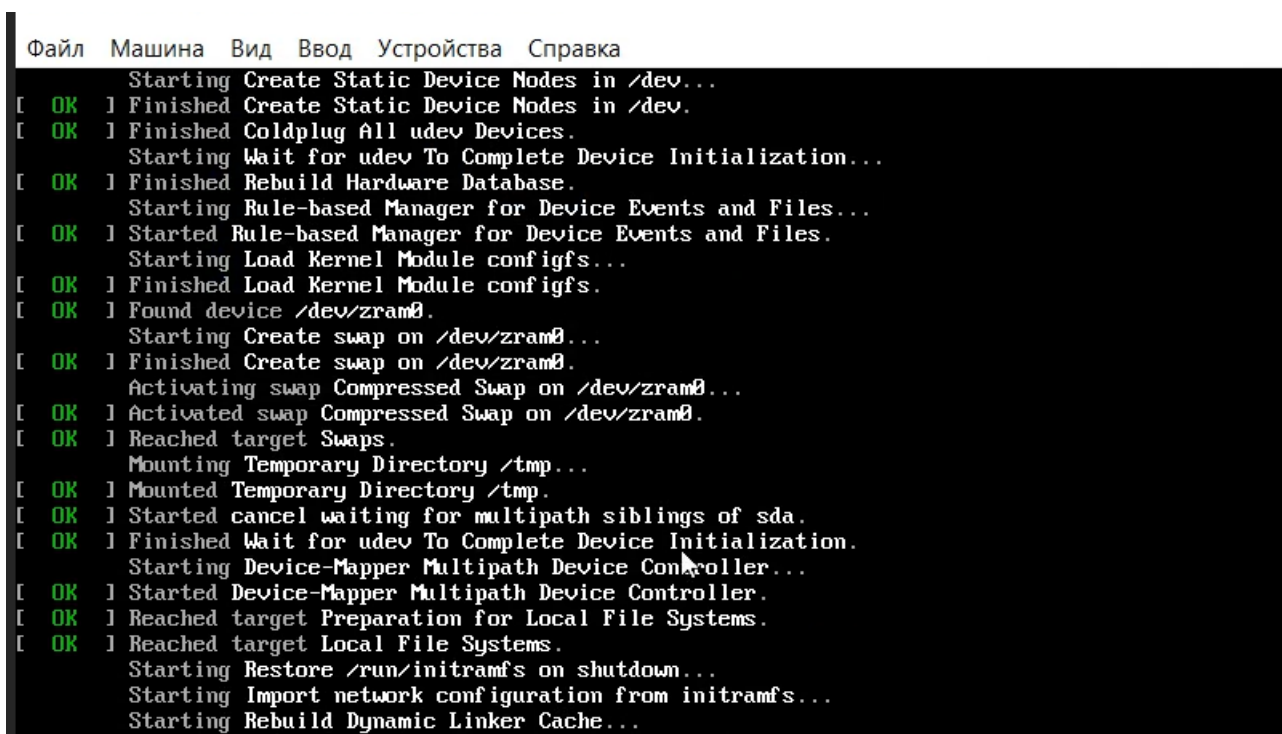 Файл Машина Вид Ввод Устройства Справка
Starting Create Static Device Nodes in /dev...
[ OK ] Finished Create Static Device Nodes in /dev.
[ OK ] Finished Coldplug All udev Devices.
Starting Wait for udev To Complete Device Initialization...
[ OK ] Finished Rebuild Hardware Database.
Starting Rule-based Manager for Device Events and Files...
[ OK ] Started Rule-based Manager for Device Events and Files.
Starting Load Kernel Module configfs...
[ OK ] Finished Load Kernel Module configfs.
[ OK ] Found device /dev/zram0.
Starting Create swap on /dev/zram0...
[ OK ] Finished Create swap on /dev/zram0.
Activating swap Compressed Swap on /dev/zram0...
[ OK ] Activated swap Compressed Swap on /dev/zram0.
[ OK ] Reached target Swaps.
Mounting Temporary Directory /tmp...
[ OK ] Mounted Temporary Directory /tmp.
[ OK ] Started cancel waiting for multipath siblings of sda.
[ OK ] Finished Wait for udev To Complete Device Initialization.
Starting Device-Mapper Multipath Device Controller...
[ OK ] Started Device-Mapper Multipath Device Controller.
[ OK ] Reached target Preparation for Local File Systems.
[ OK ] Reached target Local File Systems.
Starting Restore /run/initramfs on shutdown...
Starting Import network configuration from initramfs...
Starting Rebuild Dynamic Linker Cache...